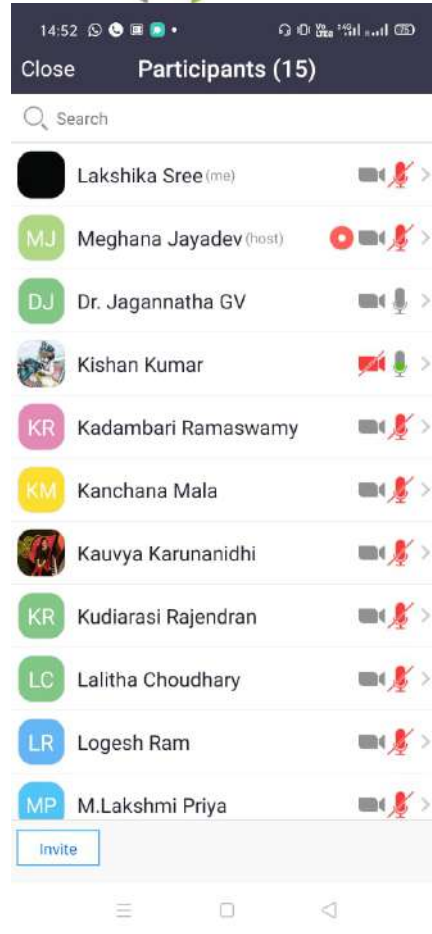 14:52
Close Participants (15)
Search
Lakshika Sree (me)
MJ Meghana Jayadev (host)
DJ Dr. Jagannatha GV
Kishan Kumar
KR Kadambari Ramaswamy
KM Kanchana Mala
Kauvya Karunanidhi
KR Kudiarasi Rajendran
LC Lalitha Choudhary
LR Logesh Ram
MP M.Lakshmi Priya
Invite